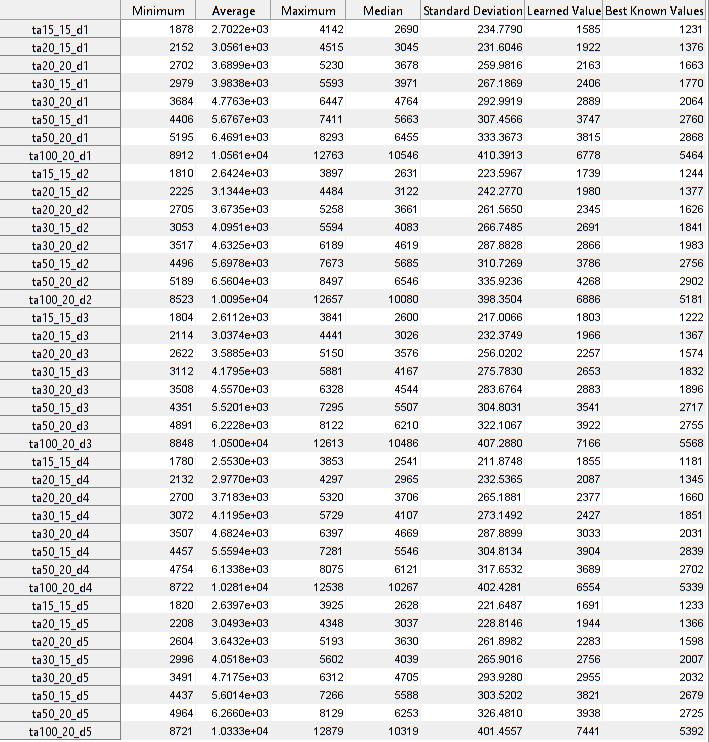 Minimum Average Maximum Median Standard Deviation Learned Value Best Known Values
ta15_15_d1 1878 2.7022e+03 4142 2690 234.7790 1585 1231
ta20_15_d1 2152 3.0561e+03 4515 3045 231.6046 1922 1376
ta20_20_d1 2702 3.6899e+03 5230 3678 259.9816 2163 1663
ta30_15_d1 2979 3.9838e+03 5593 3971 267.1869 2406 1770
ta30_20_d1 3684 4.7763e+03 6447 4764 292.9919 2889 2064
ta50_15_d1 4406 5.6767e+03 7411 5663 307.4566 3747 2760
ta50_20_d1 5195 6.4691e+03 8293 6455 333.3673 3815 2868
ta100_20_d1 8912 1.0561e+04 12763 10546 410.3913 6778 5464
ta15_15_d2 1810 2.6424e+03 3897 2631 223.5967 1739 1244
ta20_15_d2 2225 3.1344e+03 4484 3122 242.2770 1980 1377
ta20_20_d2 2705 3.6735e+03 5258 3661 261.5650 2345 1626
ta30_15_d2 3053 4.0951e+03 5594 4083 266.7485 2691 1841
ta30_20_d2 3517 4.6325e+03 6189 4619 287.8828 2866 1983
ta50_15_d2 4496 5.6978e+03 7673 5685 310.7269 3786 2756
ta50_20_d2 5189 6.5604e+03 8497 6546 335.9236 4268 2902
ta100_20_d2 8523 1.0095e+04 12657 10080 398.3504 6886 5181
ta15_15_d3 1804 2.6112e+03 3841 2600 217.0066 1803 1222
ta20_15_d3 2114 3.0374e+03 4441 3026 232.3749 1966 1367
ta20_20_d3 2622 3.5885e+03 5150 3576 256.0202 2257 1574
ta30_15_d3 3112 4.1795e+03 5881 4167 275.7830 2653 1832
ta30_20_d3 3508 4.5570e+03 6328 4544 283.6764 2883 1896
ta50_15_d3 4351 5.5201e+03 7295 5507 304.8031 3541 2717
ta50_20_d3 4891 6.2228e+03 8122 6210 322.1067 3922 2755
ta100_20_d3 8848 1.0500e+04 12613 10486 407.2880 7166 5568
ta15_15_d4 1780 2.5530e+03 3853 2541 211.8748 1855 1181
ta20_15_d4 2132 2.9770e+03 4297 2965 232.5365 2087 1345
ta20_20_d4 2700 3.7183e+03 5320 3706 265.1881 2377 1660
ta30_15_d4 3072 4.1195e+03 5729 4107 273.1492 2427 1851
ta30_20_d4 3507 4.6824e+03 6397 4669 287.8899 3033 2031
ta50_15_d4 4457 5.5594e+03 7281 5546 304.8134 3904 2839
ta50_20_d4 4754 6.1338e+03 8075 6121 317.6532 3689 2702
ta100_20_d4 8722 1.0281e+04 12538 10267 402.4281 6554 5339
ta15_15_d5 1820 2.6397e+03 3925 2628 221.6487 1691 1233
ta20_15_d5 2208 3.0493e+03 4348 3037 228.8146 1944 1366
ta20_20_d5 2604 3.6432e+03 5193 3630 261.8982 2283 1598
ta30_15_d5 2996 4.0518e+03 5602 4039 265.9016 2756 2007
ta30_20_d5 3491 4.7175e+03 6312 4705 293.9280 2955 2032
ta50_15_d5 4437 5.6014e+03 7266 5588 303.5202 3821 2679
ta50_20_d5 4964 6.2660e+03 8129 6253 326.4810 3938 2725
ta100_20_d5 8721 1.0333e+04 12879 10319 401.4557 7441 5392